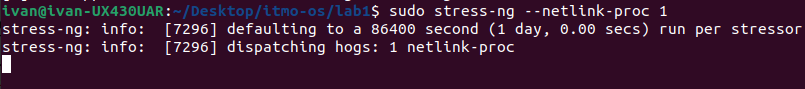 ivan@ivan-UX430UAR:~/Desktop/itmo-os/lab1$ sudo stress-ng --netlink-proc 1
stress-ng: info:  [7296] defaulting to a 86400 second (1 day, 0.00 secs) run per stressor
stress-ng: info:  [7296] dispatching hogs: 1 netlink-proc